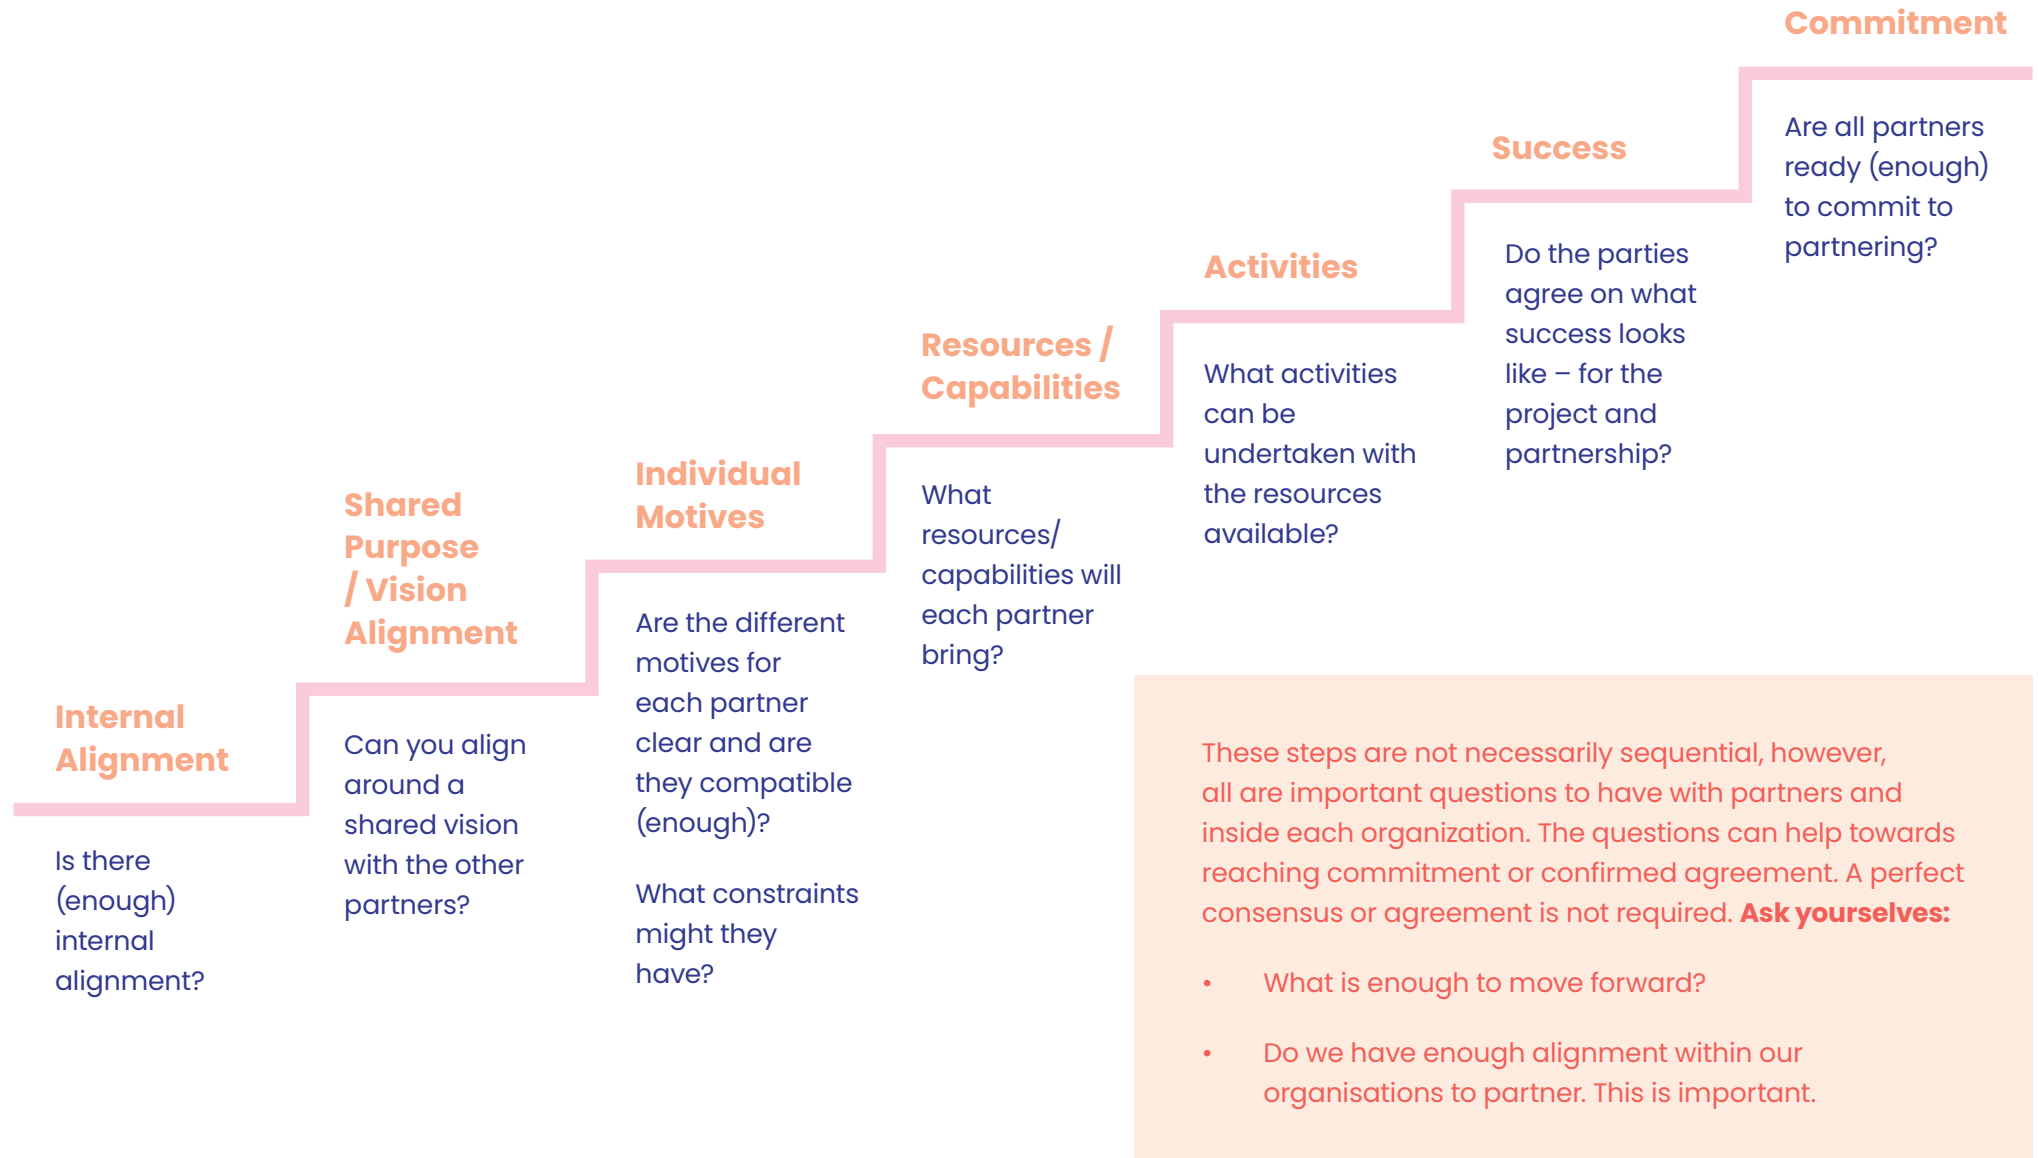 Internal
Alignment
Is there
(enough)
internal
alignment?
Shared
Purpose
/ Vision
Alignment
Can you align
around a
shared vision
with the other
partners?
Individual
Motives
Are the different
motives for
each partner
clear and are
they compatible
(enough)?
What constraints
might they
have?
Resources /
Capabilities
What
resources/
capabilities will
each partner
bring?
Activities
What activities
can be
undertaken with
the resources
available?
Success
Do the parties
agree on what
success looks
like – for the
project and
partnership?
Commitment
Are all partners
ready (enough)
to commit to
partnering?
These steps are not necessarily sequential, however,
all are important questions to have with partners and
inside each organization. The questions can help towards
reaching commitment or confirmed agreement. A perfect
consensus or agreement is not required. Ask yourselves:
• What is enough to move forward?
• Do we have enough alignment within our
organisations to partner. This is important.